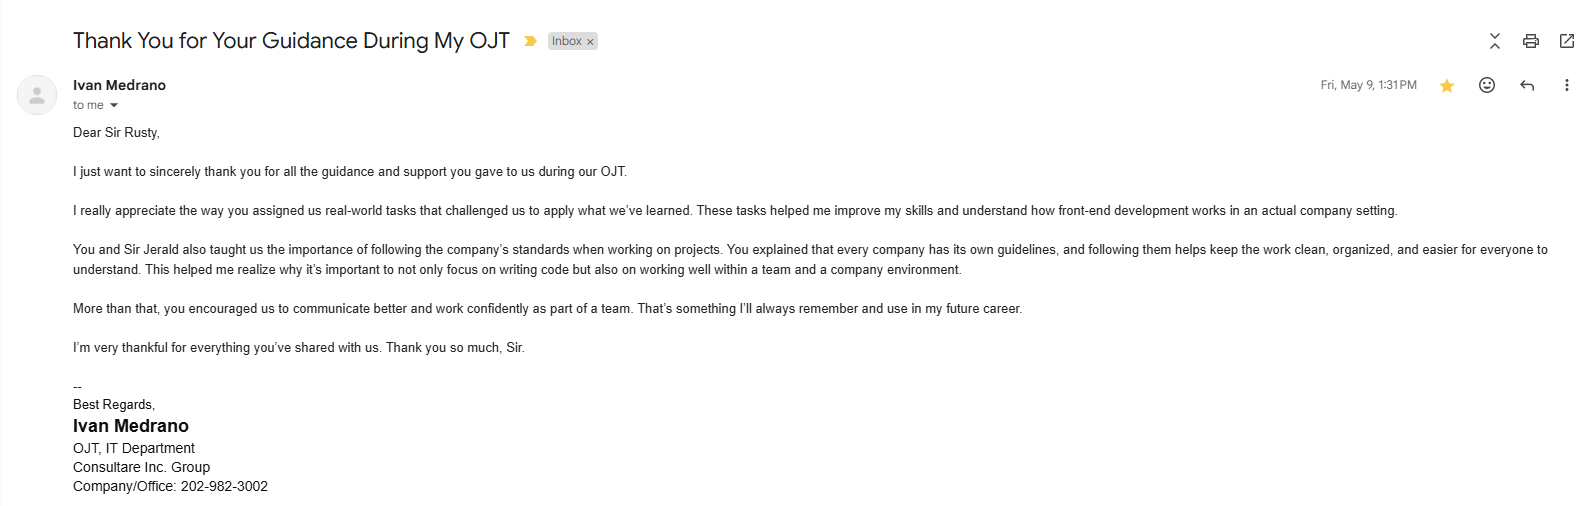 Thank You for Your Guidance During My OJT Inbox ×
Ivan Medrano Fri, May 9, 1:31 PM
to me
Dear Sir Rusty,
I just want to sincerely thank you for all the guidance and support you gave to us during our OJT.
I really appreciate the way you assigned us real-world tasks that challenged us to apply what we’ve learned. These tasks helped me improve my skills and understand how front-end development works in an actual company setting.
You and Sir Jerald also taught us the importance of following the company’s standards when working on projects. You explained that every company has its own guidelines, and following them helps keep the work clean, organized, and easier for everyone to
understand. This helped me realize why it’s important to not only focus on writing code but also on working well within a team and a company environment.
More than that, you encouraged us to communicate better and work confidently as part of a team. That’s something I’ll always remember and use in my future career.
I’m very thankful for everything you’ve shared with us. Thank you so much, Sir.
--
Best Regards,
Ivan Medrano
OJT, IT Department
Consultare Inc. Group
Company/Office: 202-982-3002